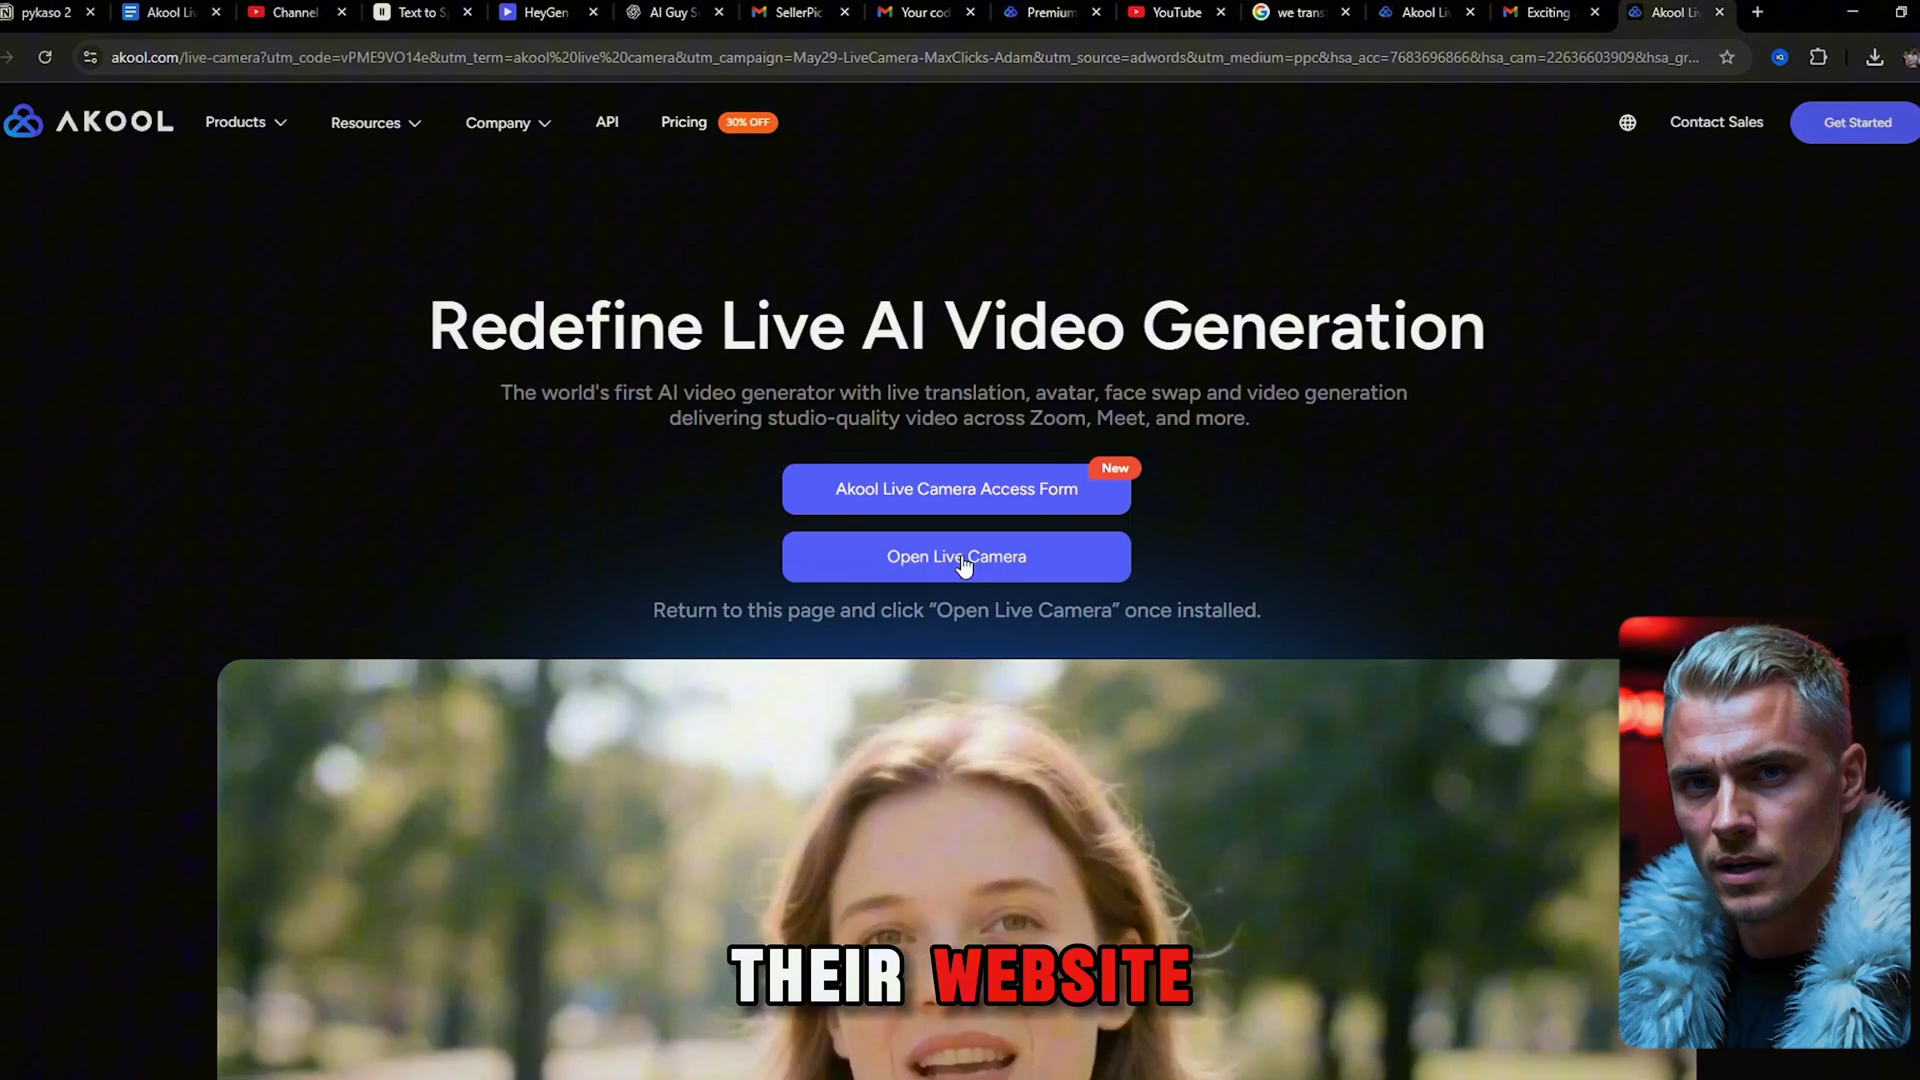 pykaso 2
Akool Li
Channel
Text to S
HeyGen
AI Guy S
SellerPic
Your cod
Premium
YouTube
we trans
Akool Li
Exciting
Akool Li
akool.com/live-camera?utm_code=vPME9VO14e&utm_term=akool%20live%20camera&utm_campaign=May29-LiveCamera-MaxClicks-Adam&utm_source=adwords&utm_medium=ppc&hsa_acc=7683696866&hsa_cam=22636603909&hsa_gr...
AKOOL
Products
Resources
Company
API
Pricing
30% OFF
Contact Sales
Get Started
Redefine Live AI Video Generation
The world's first AI video generator with live translation, avatar, face swap and video generation
delivering studio-quality video across Zoom, Meet, and more.
New
Akool Live Camera Access Form
Open Live Camera
Return to this page and click “Open Live Camera” once installed.
THEIR WEBSITE